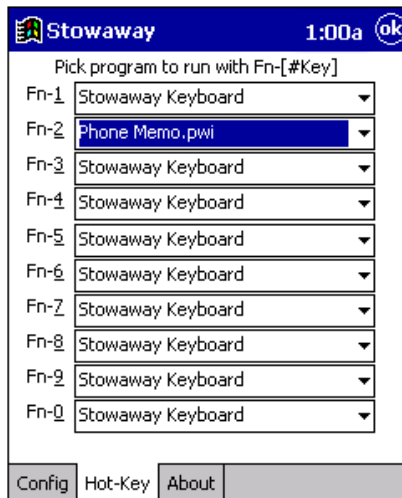 Stowaway 1:00a ok
Pick program to run with Fn-[#Key]
Fn-1 Stowaway Keyboard
Fn-2 Phone Memo.pwi
Fn-3 Stowaway Keyboard
Fn-4 Stowaway Keyboard
Fn-5 Stowaway Keyboard
Fn-6 Stowaway Keyboard
Fn-7 Stowaway Keyboard
Fn-8 Stowaway Keyboard
Fn-9 Stowaway Keyboard
Fn-0 Stowaway Keyboard
Config Hot-Key About